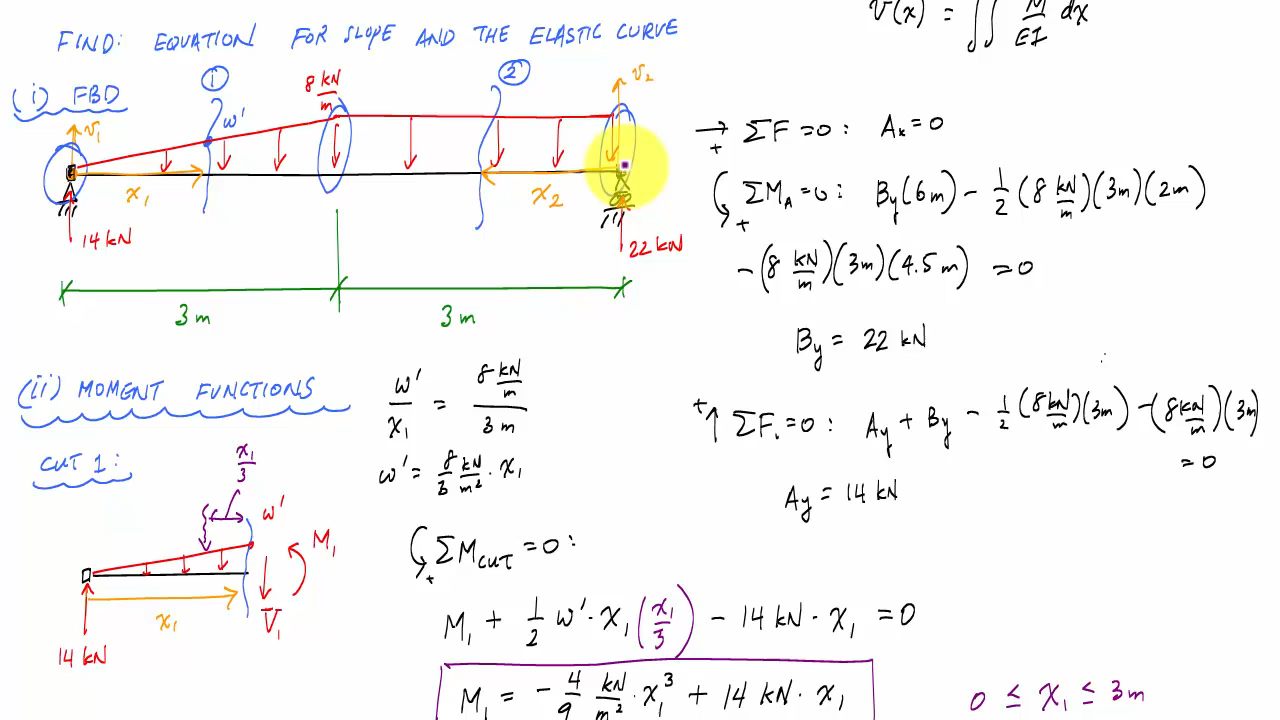 V(x) = ∫∫ M/EI dx
FIND: EQUATION FOR SLOPE AND THE ELASTIC CURVE
(i) FBD
① 8 kN/m ② v₂
v₁ w'
x₁ x₂
14 kN 22 kN
3 m 3 m
→+ ΣF = 0: Aₓ = 0
↺+ ΣM_A = 0: By(6m) - 1/2 (8 kN/m)(3m)(2m)
- (8 kN/m)(3m)(4.5m) = 0
By = 22 kN
+↑ ΣF. = 0: Ay + By - 1/2 (8 kN/m)(3m) - (8 kN/m)(3m)
= 0
Ay = 14 kN
(ii) MOMENT FUNCTIONS
w'/x₁ = 8 kN/m / 3 m
w' = 8/3 kN/m² · x₁
CUT 1:
x₁/3
w'
M₁
x₁ V₁
14 kN
↺+ ΣM_CUT = 0:
M₁ + 1/2 w' · x₁ (x₁/3) - 14 kN · x₁ = 0
M₁ = - 4/9 kN/m² · x₁³ + 14 kN · x₁ 0 ≤ x₁ ≤ 3m